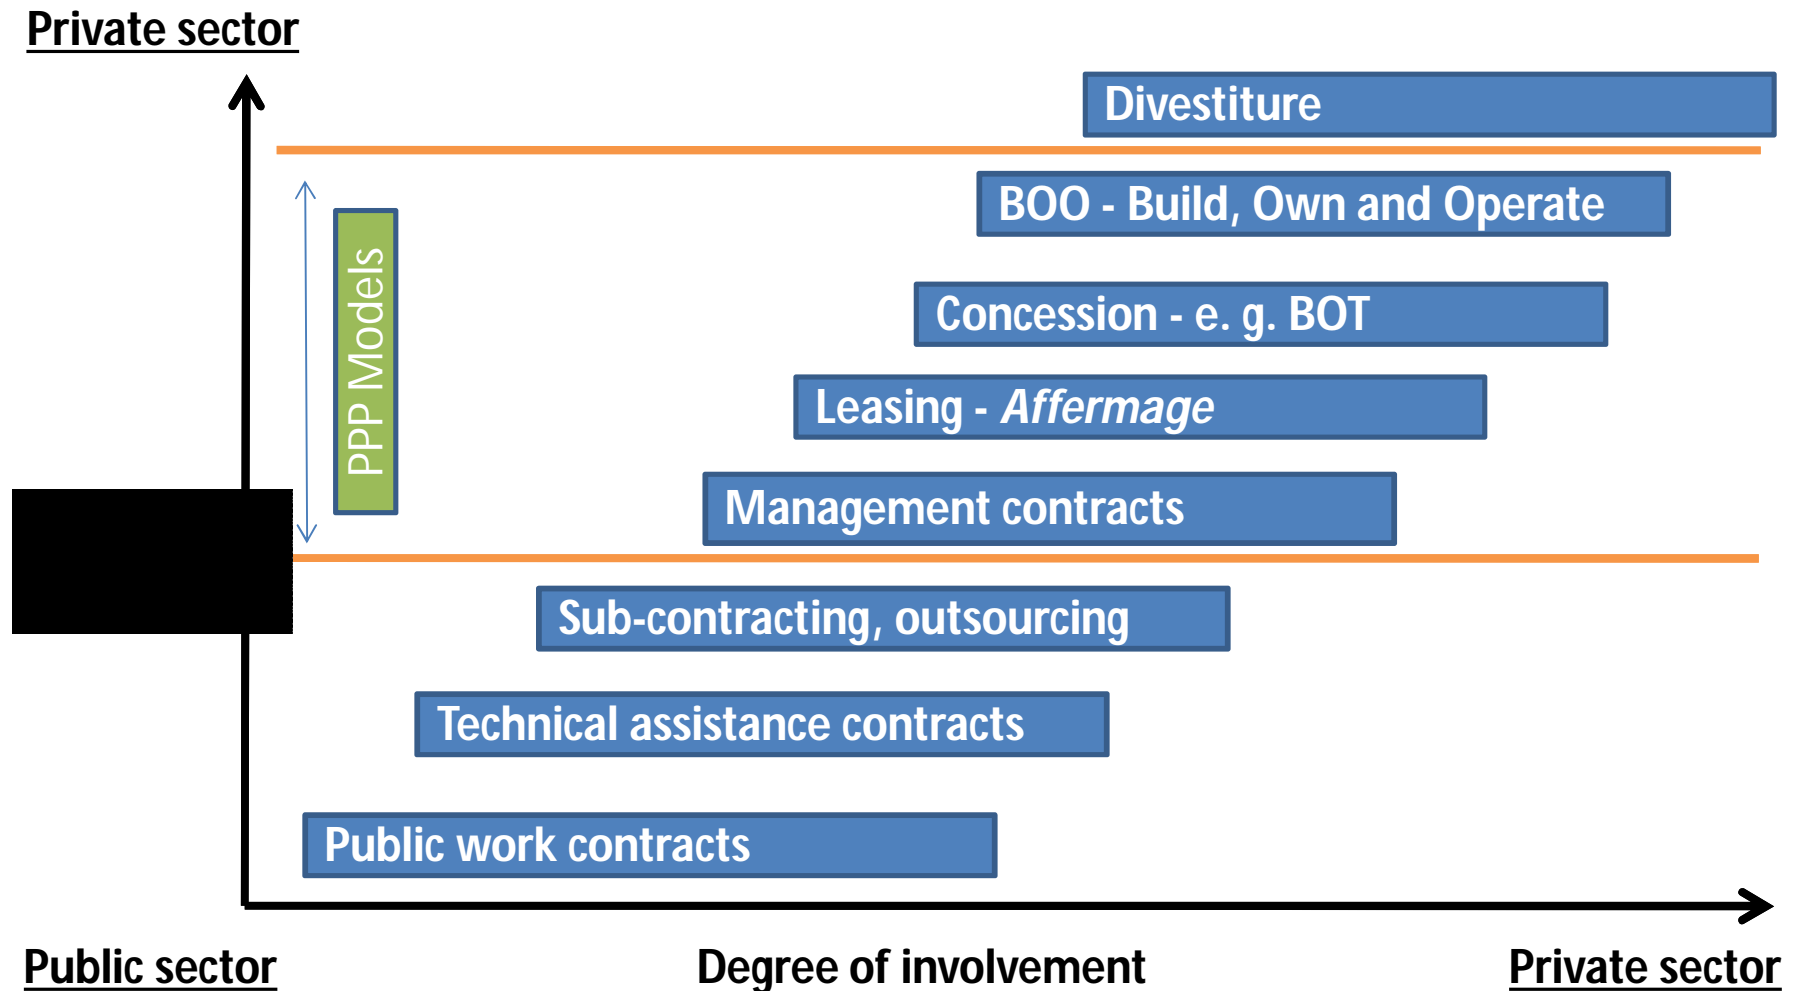 Private sector
Divestiture
BOO - Build, Own and Operate
PPP Models
Concession - e. g. BOT
Leasing - Affermage
Management contracts
Sub-contracting, outsourcing
Technical assistance contracts
Public work contracts
Public sector
Degree of involvement
Private sector